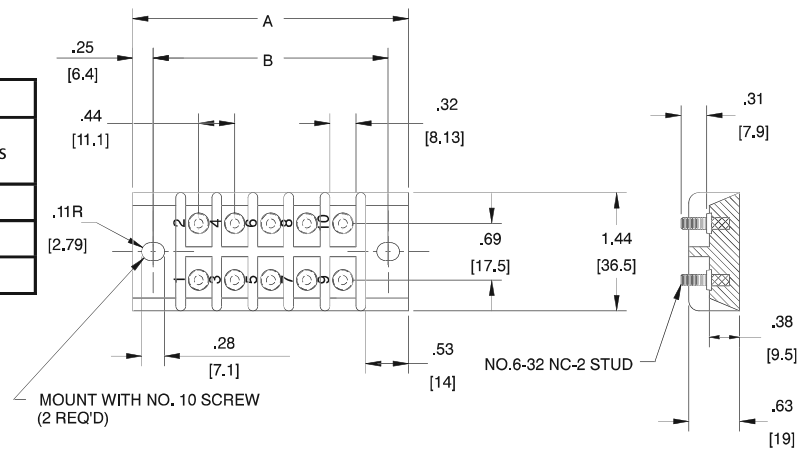 A
.25
[6.4]
B
.44
[11.1]
.32
[8.13]
.31
[7.9]
s
.11R
[2.79]
2 4 6 8 10
1 3 5 7 9
.69
[17.5]
1.44
[36.5]
.28
[7.1]
.53
[14]
NO.6-32 NC-2 STUD
.38
[9.5]
.63
[19]
MOUNT WITH NO. 10 SCREW
(2 REQ'D)